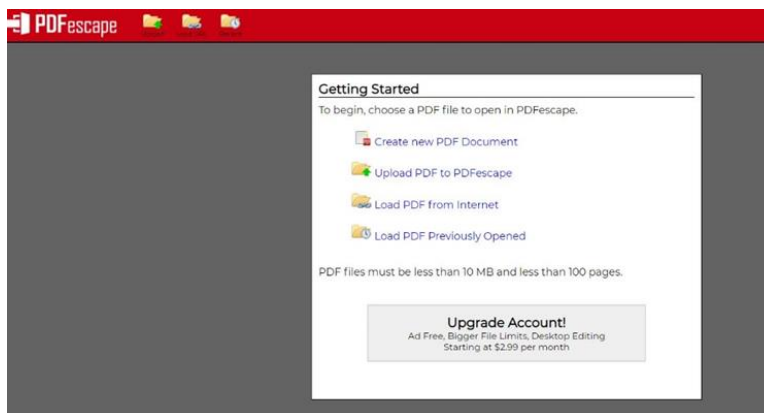 PDFescape
Getting Started
To begin, choose a PDF file to open in PDFescape.
Create new PDF Document
Upload PDF to PDFescape
Load PDF from Internet
Load PDF Previously Opened
PDF files must be less than 10 MB and less than 100 pages.
Upgrade Account!
Ad Free, Bigger File Limits, Desktop Editing
Starting at $2.99 per month